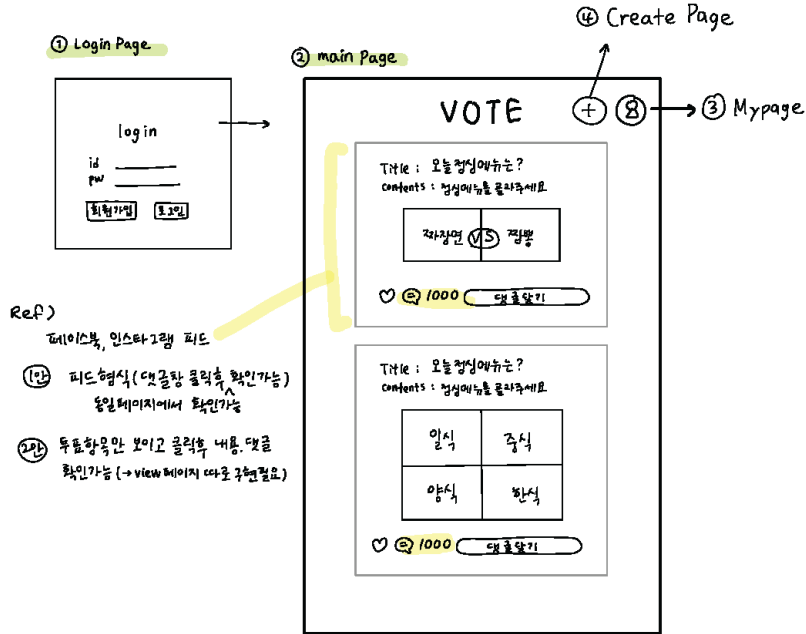 ④ Create Page
① Login Page
② main Page
VOTE
+
③ Mypage
login
id
pw
회원가입 로그인
Title : 오늘점심메뉴는?
contents : 점심메뉴를 골라주세요
짜장면 VS 짬뽕
1000 댓글달기
Ref)
페이스북, 인스타그램 피드
1안 피드형식 (댓글창 클릭후 확인가능)
동일페이지에서 확인가능
2안 투표항목만 보이고 클릭후 내용, 댓글
확인가능 (→ view 페이지 따로 구현필요)
Title : 오늘점심메뉴는?
contents : 점심메뉴를 골라주세요
일식 중식
양식 한식
1000 댓글달기